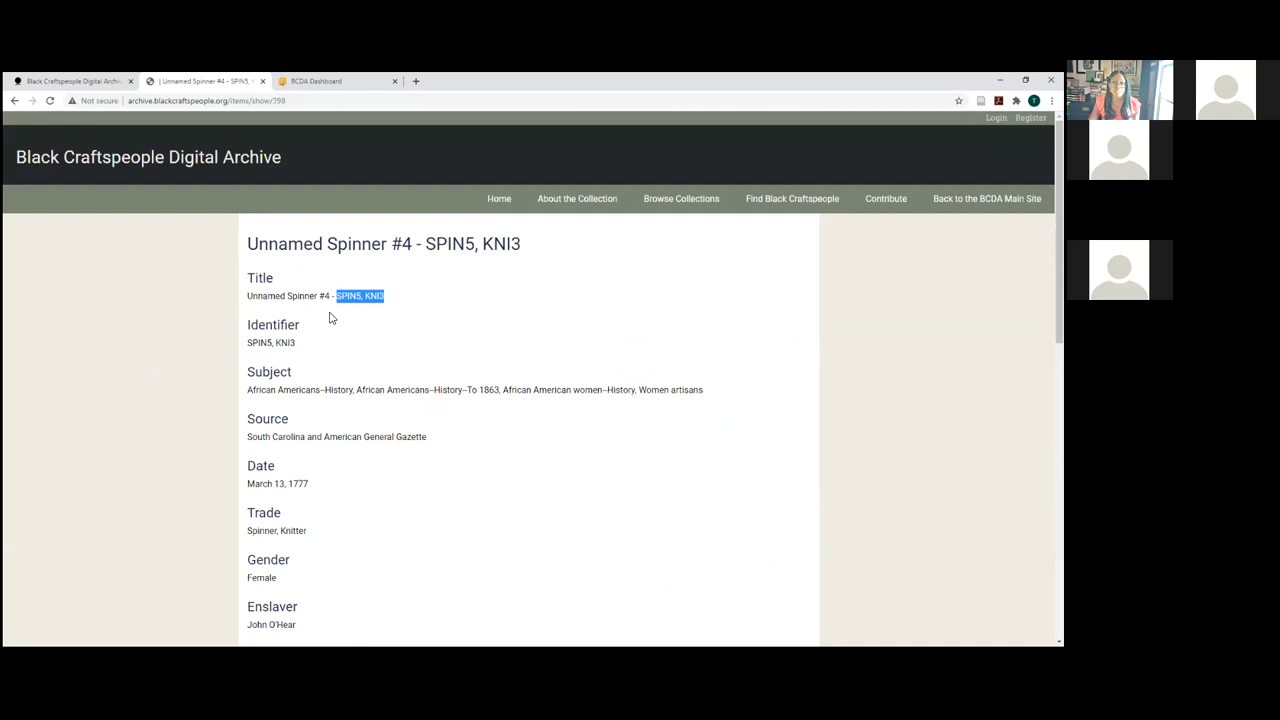 Black Craftspeople Digital Archiv
| Unnamed Spinner #4 - SPIN5,
BCDA Dashboard
Not secure
archive.blackcraftspeople.org/items/show/398
T
Login
Register
Black Craftspeople Digital Archive
Home
About the Collection
Browse Collections
Find Black Craftspeople
Contribute
Back to the BCDA Main Site
Unnamed Spinner #4 - SPIN5, KNI3
Title
Unnamed Spinner #4 - SPIN5, KNI3
Identifier
SPIN5, KNI3
Subject
African Americans--History, African Americans--History--To 1863, African American women--History, Women artisans
Source
South Carolina and American General Gazette
Date
March 13, 1777
Trade
Spinner, Knitter
Gender
Female
Enslaver
John O'Hear